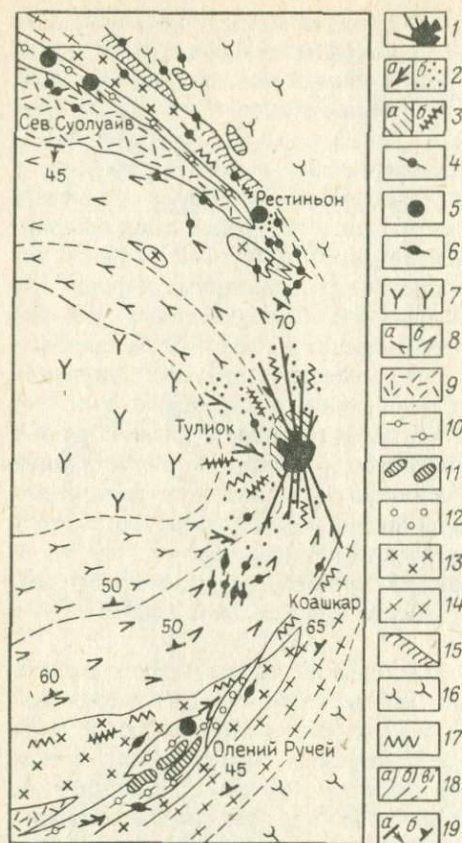 Сев. Суолуайв
45
Рестиньон
70
Тулиок
50
Коашкар
50
65
60
Олений Ручей
45
1
а б 2
а б 3
4
5
6
7
а б 8
9
10
11
12
13
14
15
16
17
а б в 18
а б 19